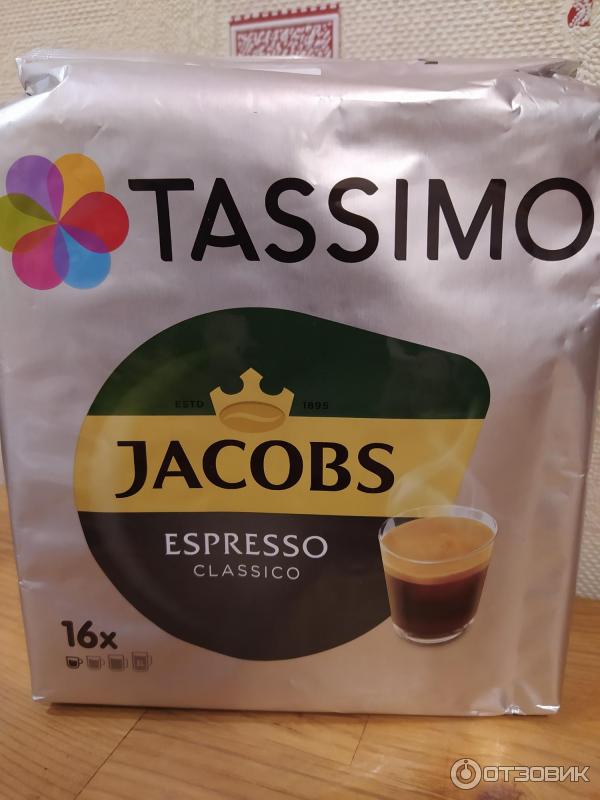 TASSIMO
ESTD 1895
JACOBS
ESPRESSO
CLASSICO
16x
ОТЗОВИК